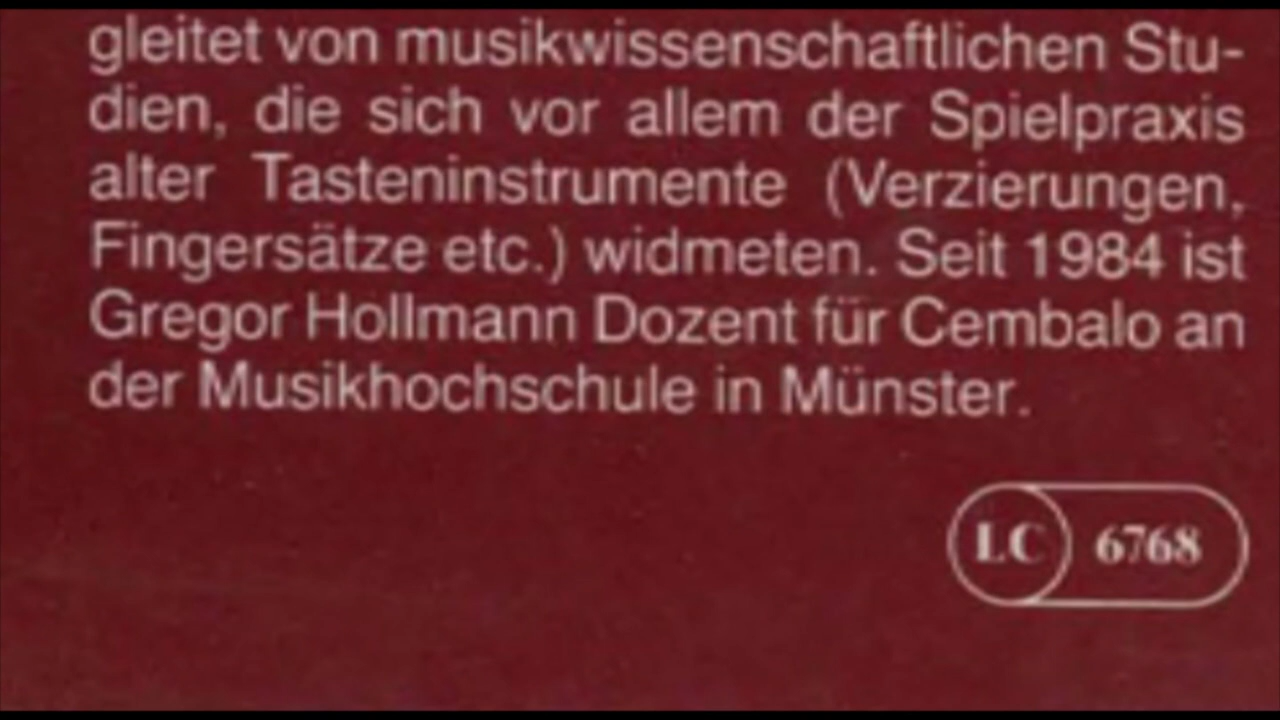 gleitet von musikwissenschaftlichen Stu-
dien, die sich vor allem der Spielpraxis
alter Tasteninstrumente (Verzierungen,
Fingersätze etc.) widmeten. Seit 1984 ist
Gregor Hollmann Dozent für Cembalo an
der Musikhochschule in Münster.
LC 6768